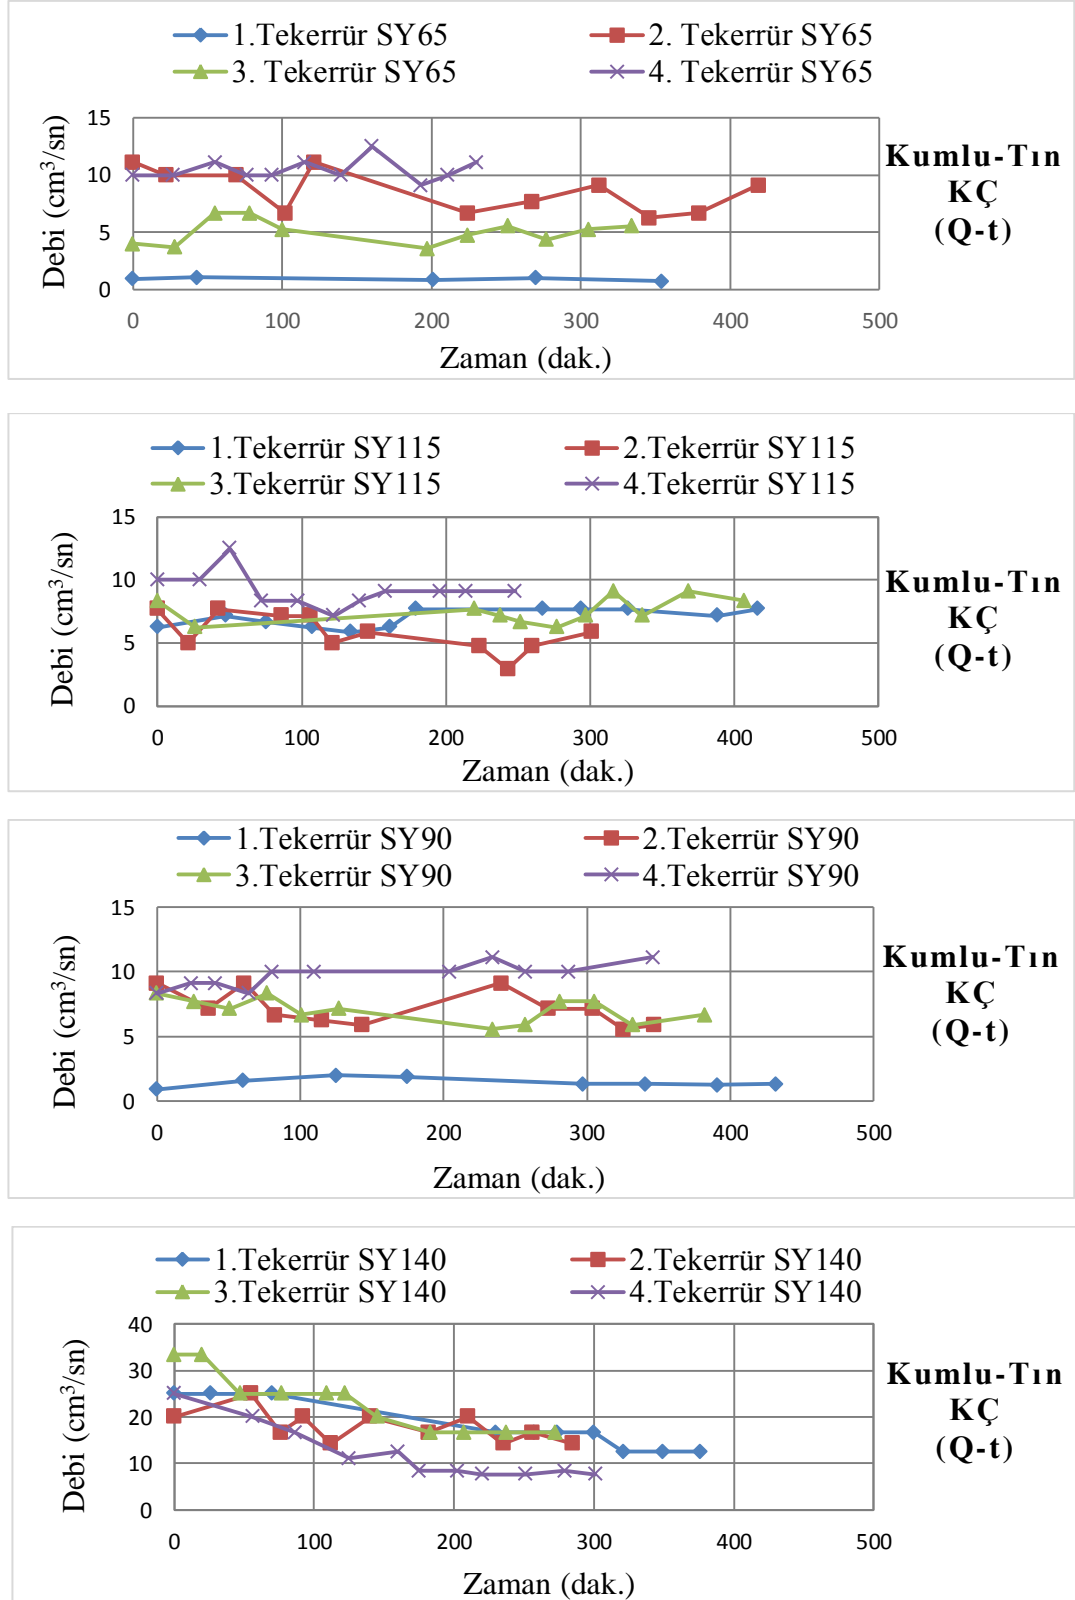 1.Tekerrür SY65 2. Tekerrür SY65
3. Tekerrür SY65 4. Tekerrür SY65
15
10
5
0
Debi (cm³/sn)
0 100 200 300 400 500
Zaman (dak.)
Kumlu-Tın
KÇ
(Q-t)
1.Tekerrür SY115 2.Tekerrür SY115
3.Tekerrür SY115 4.Tekerrür SY115
15
10
5
0
Debi (cm³/sn)
0 100 200 300 400 500
Zaman (dak.)
Kumlu-Tın
KÇ
(Q-t)
1.Tekerrür SY90 2.Tekerrür SY90
3.Tekerrür SY90 4.Tekerrür SY90
15
10
5
0
Debi (cm³/sn)
0 100 200 300 400 500
Zaman (dak.)
Kumlu-Tın
KÇ
(Q-t)
1.Tekerrür SY140 2.Tekerrür SY140
3.Tekerrür SY140 4.Tekerrür SY140
40
30
20
10
0
Debi (cm³/sn)
0 100 200 300 400 500
Zaman (dak.)
Kumlu-Tın
KÇ
(Q-t)